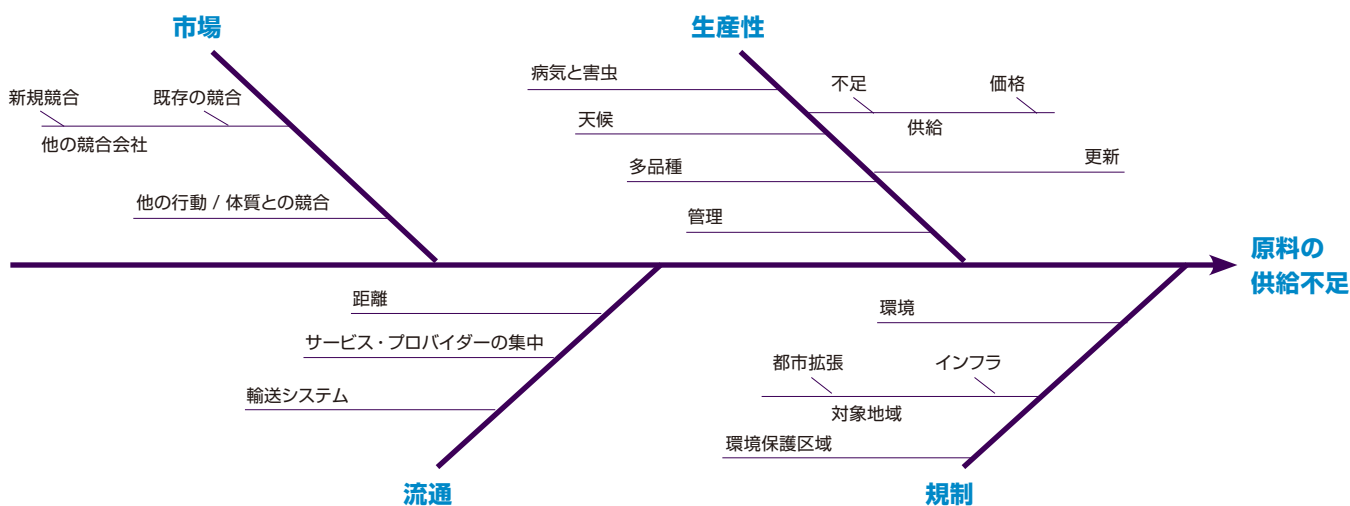 市場
生産性
病気と害虫
不足
価格
新規競合
既存の競合
天候
供給
他の競合会社
多品種
更新
他の行動 / 体質との競合
管理
原料の
供給不足
距離
環境
サービス・プロバイダーの集中
都市拡張
インフラ
輸送システム
対象地域
環境保護区域
流通
規制